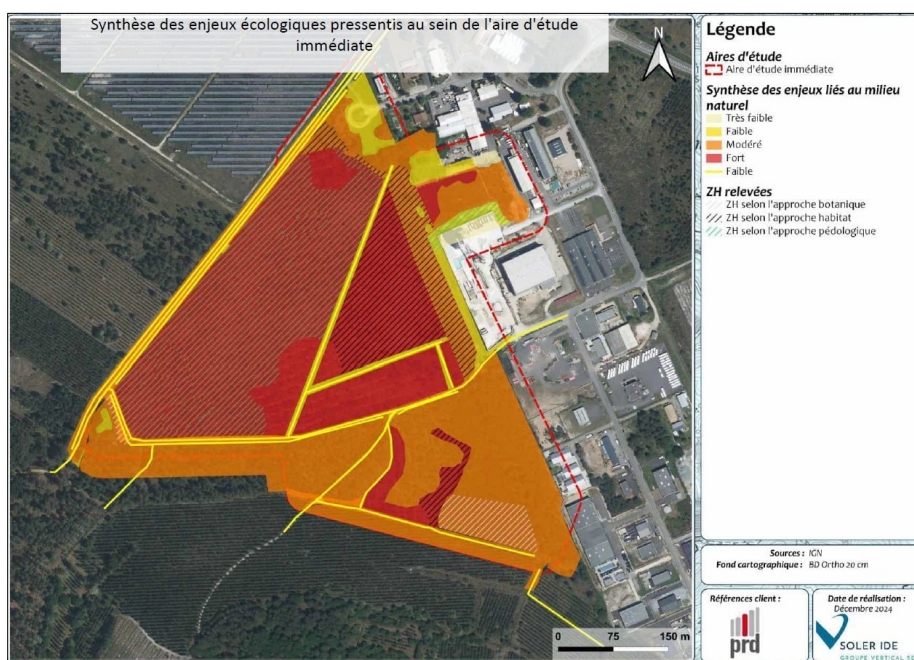 Synthèse des enjeux écologiques pressentis au sein de l'aire d'étude
immédiate
N
Légende
Aires d'étude
Aire d'étude immédiate
Synthèse des enjeux liés au milieu
naturel
Très faible
Faible
Modéré
Fort
Faible
ZH relevées
ZH selon l'approche botanique
ZH selon l'approche habitat
ZH selon l'approche pédologique
0 75 150 m
Sources : IGN
Fond cartographique : BD Ortho 20 cm
Références client :
prd
Date de réalisation :
Décembre 2024
SOLER IDE
GROUPE VERTICAL SE